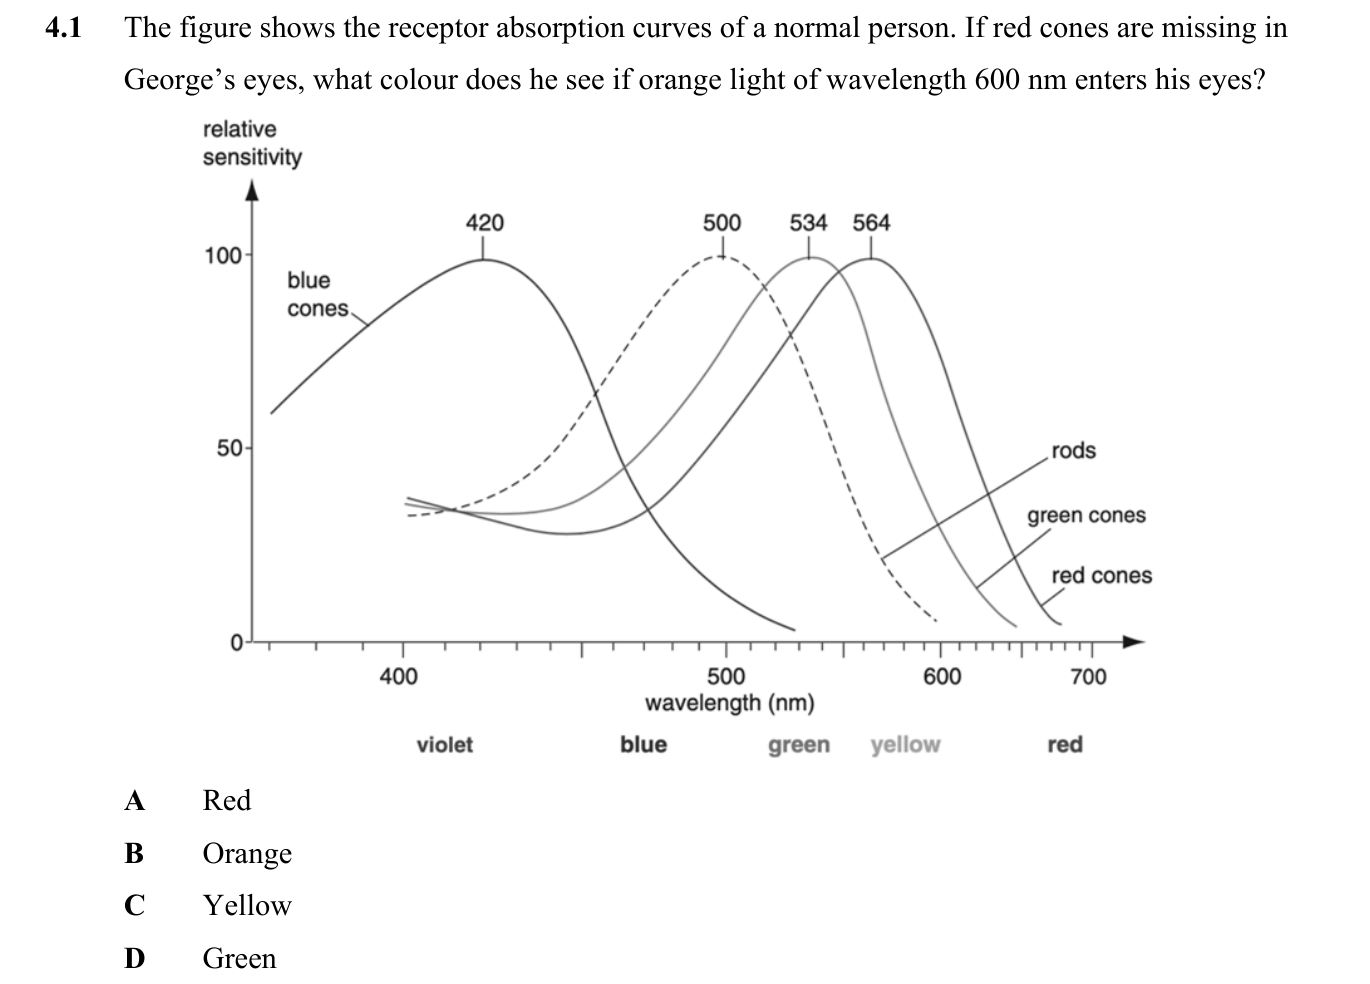 4.1 The figure shows the receptor absorption curves of a normal person. If red cones are missing in
George’s eyes, what colour does he see if orange light of wavelength 600 nm enters his eyes?
relative
sensitivity
420 500 534 564
100
blue
cones
50
rods
green cones
red cones
0
400 500 600 700
wavelength (nm)
violet blue green yellow red
A Red
B Orange
C Yellow
D Green